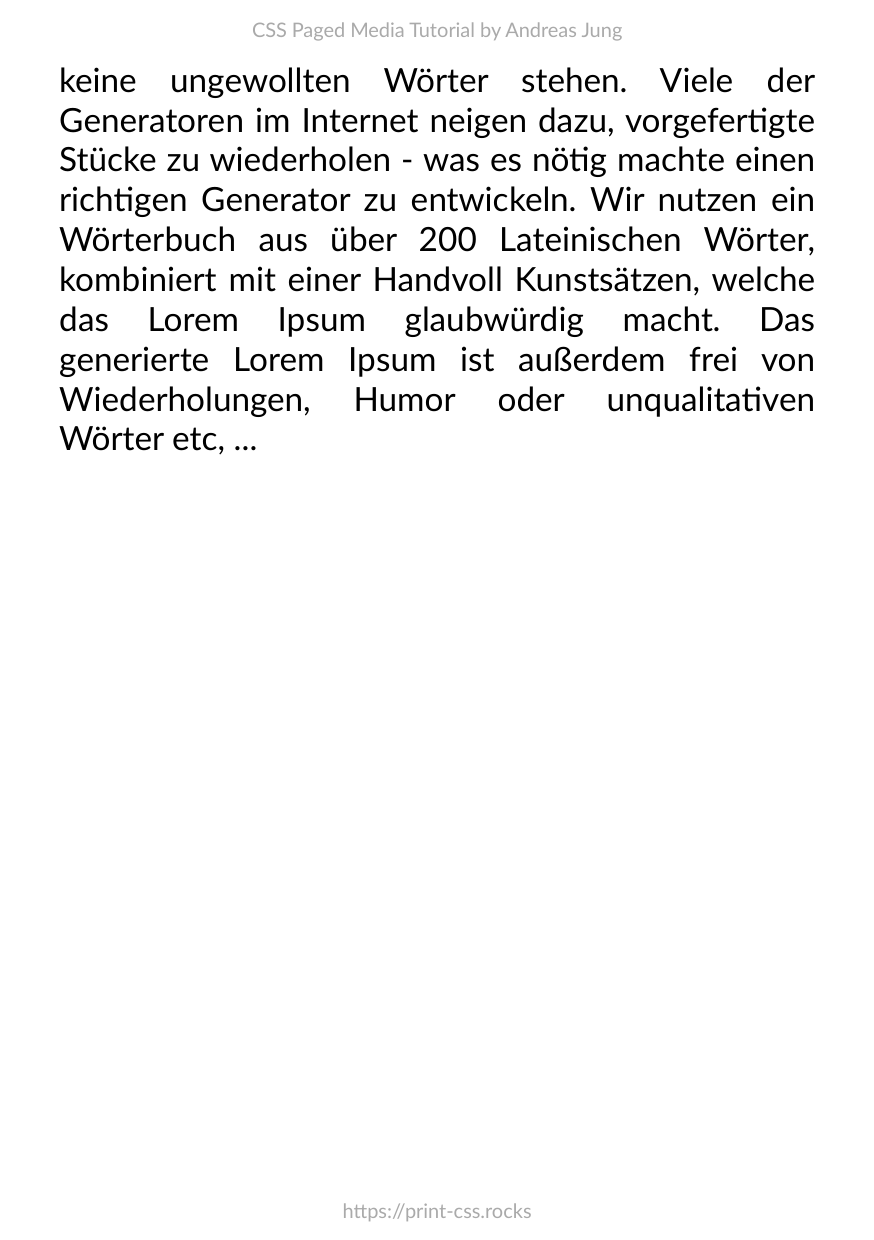 CSS Paged Media Tutorial by Andreas Jung
keine ungewollten Wörter stehen. Viele der
Generatoren im Internet neigen dazu, vorgefertigte
Stücke zu wiederholen - was es nötig machte einen
richtigen Generator zu entwickeln. Wir nutzen ein
Wörterbuch aus über 200 Lateinischen Wörter,
kombiniert mit einer Handvoll Kunstsätzen, welche
das Lorem Ipsum glaubwürdig macht. Das
generierte Lorem Ipsum ist außerdem frei von
Wiederholungen, Humor oder unqualitativen
Wörter etc, ...
https://print-css.rocks